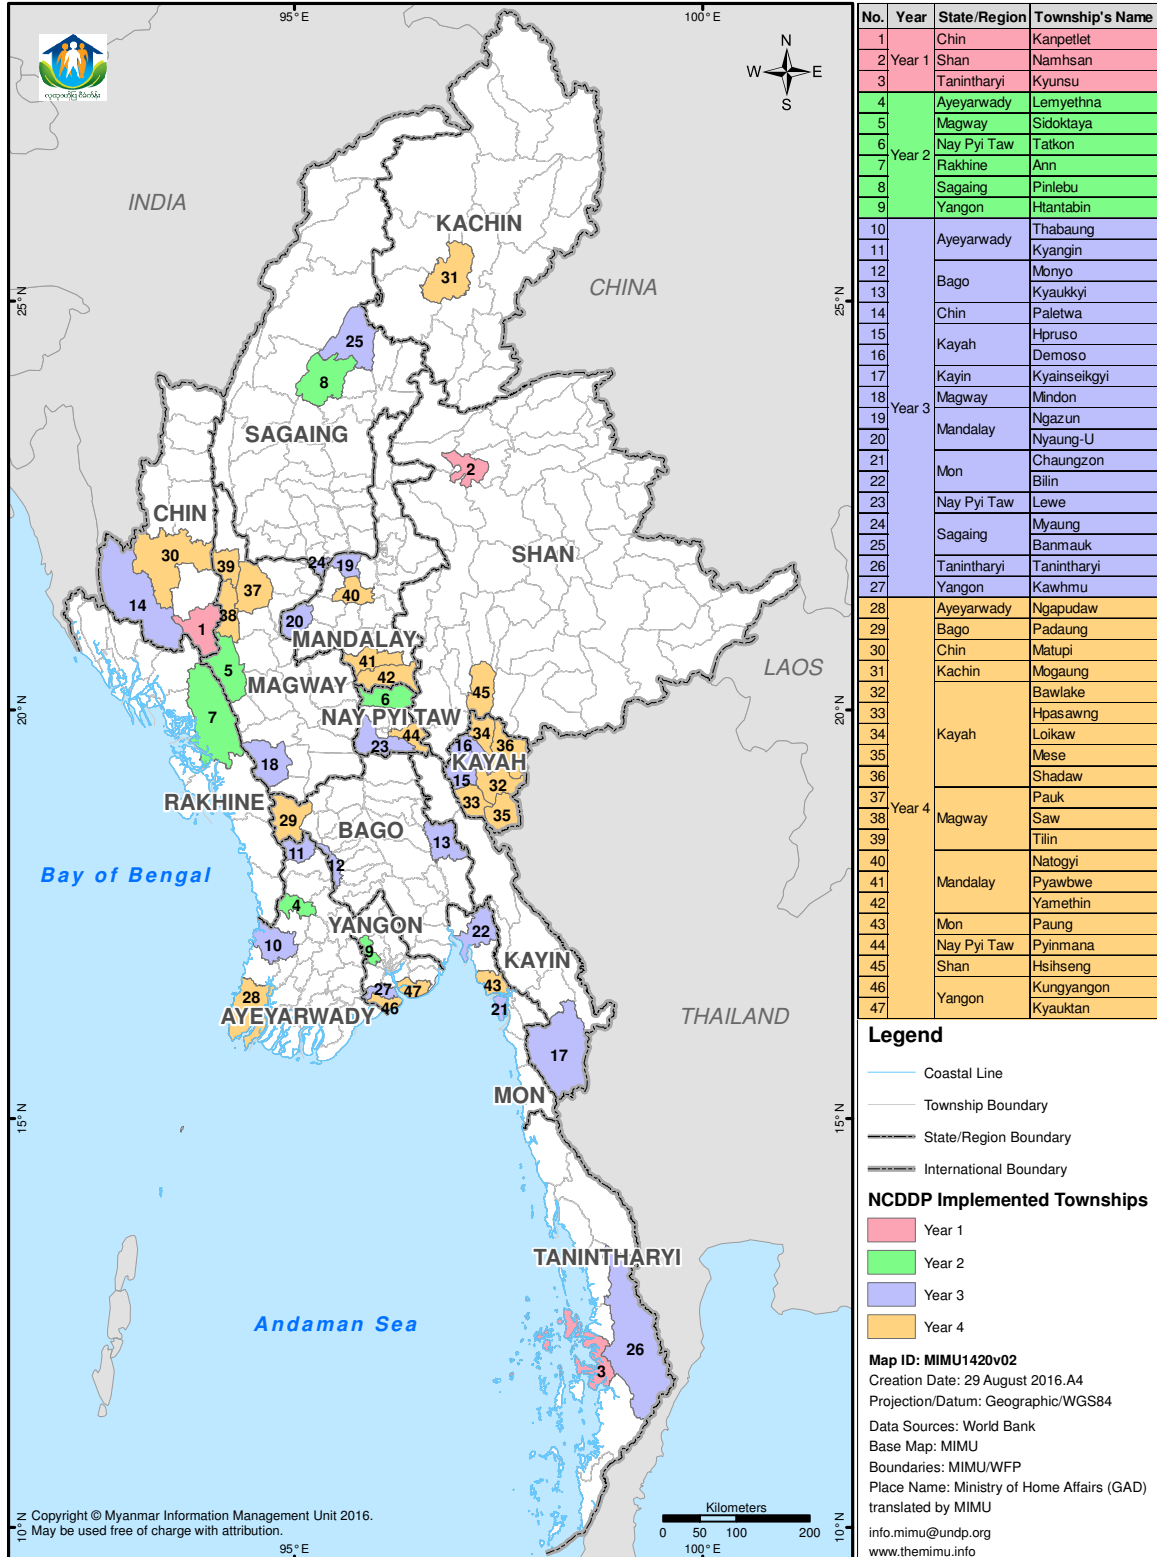 95°E
100°E
N
W E
S
လူထုဗဟိုပြု စီမံကိန်း
INDIA
KACHIN
31
CHINA
25°N
25°N
25
8
SAGAING
2
CHIN
SHAN
30
39
24
19
37
40
14
38
20
1
MANDALAY
41
5
42
LAOS
MAGWAY
45
6
20°N
20°N
7
NAY PYI TAW
34
44
36
23
16
18
KAYAH
15
32
RAKHINE
33
29
35
BAGO
13
11
12
Bay of Bengal
4
YANGON
22
10
9
KAYIN
43
28
27
47
46
21
AYEYARWADY
THAILAND
17
MON
15°N
15°N
TANINTHARYI
Andaman Sea
26
3
Copyright © Myanmar Information Management Unit 2016.
May be used free of charge with attribution.
Kilometers
0 50 100 200
10°N
10°N
95°E
100°E
No. Year State/Region Township's Name
1 Year 1 Chin Kanpetlet
2 Shan Namhsan
3 Tanintharyi Kyunsu
4 Year 2 Ayeyarwady Lemyethna
5 Magway Sidoktaya
6 Nay Pyi Taw Tatkon
7 Rakhine Ann
8 Sagaing Pinlebu
9 Yangon Htantabin
10 Year 3 Ayeyarwady Thabaung
11 Kyangin
12 Bago Monyo
13 Kyaukkyi
14 Chin Paletwa
15 Kayah Hpruso
16 Demoso
17 Kayin Kyainseikgyi
18 Magway Mindon
19 Mandalay Ngazun
20 Nyaung-U
21 Mon Chaungzon
22 Bilin
23 Nay Pyi Taw Lewe
24 Sagaing Myaung
25 Banmauk
26 Tanintharyi Tanintharyi
27 Yangon Kawhmu
28 Year 4 Ayeyarwady Ngapudaw
29 Bago Padaung
30 Chin Matupi
31 Kachin Mogaung
32 Kayah Bawlake
33 Hpasawng
34 Loikaw
35 Mese
36 Shadaw
37 Magway Pauk
38 Saw
39 Tilin
40 Mandalay Natogyi
41 Pyawbwe
42 Yamethin
43 Mon Paung
44 Nay Pyi Taw Pyinmana
45 Shan Hsihseng
46 Yangon Kungyangon
47 Kyauktan
Legend
Coastal Line
Township Boundary
State/Region Boundary
International Boundary
NCDDP Implemented Townships
Year 1
Year 2
Year 3
Year 4
Map ID: MIMU1420v02
Creation Date: 29 August 2016.A4
Projection/Datum: Geographic/WGS84
Data Sources: World Bank
Base Map: MIMU
Boundaries: MIMU/WFP
Place Name: Ministry of Home Affairs (GAD)
translated by MIMU
info.mimu@undp.org
www.themimu.info